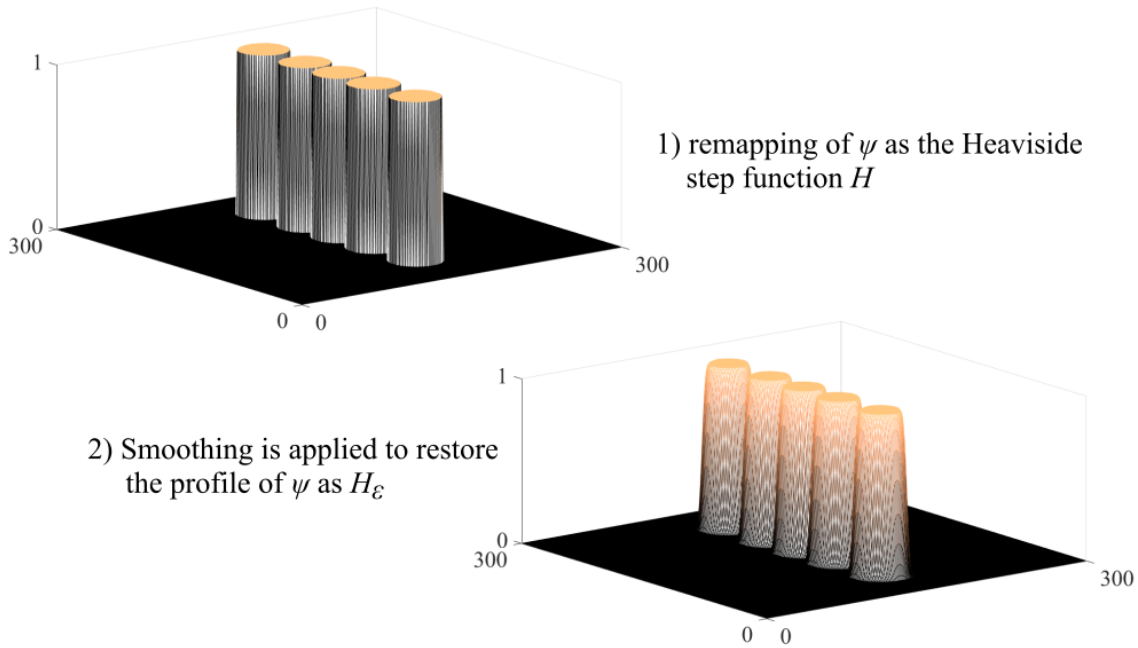 1
0
300
0 0
300
1) remapping of ψ as the Heaviside
step function H
1
0
300
0 0
300
2) Smoothing is applied to restore
the profile of ψ as H_ε